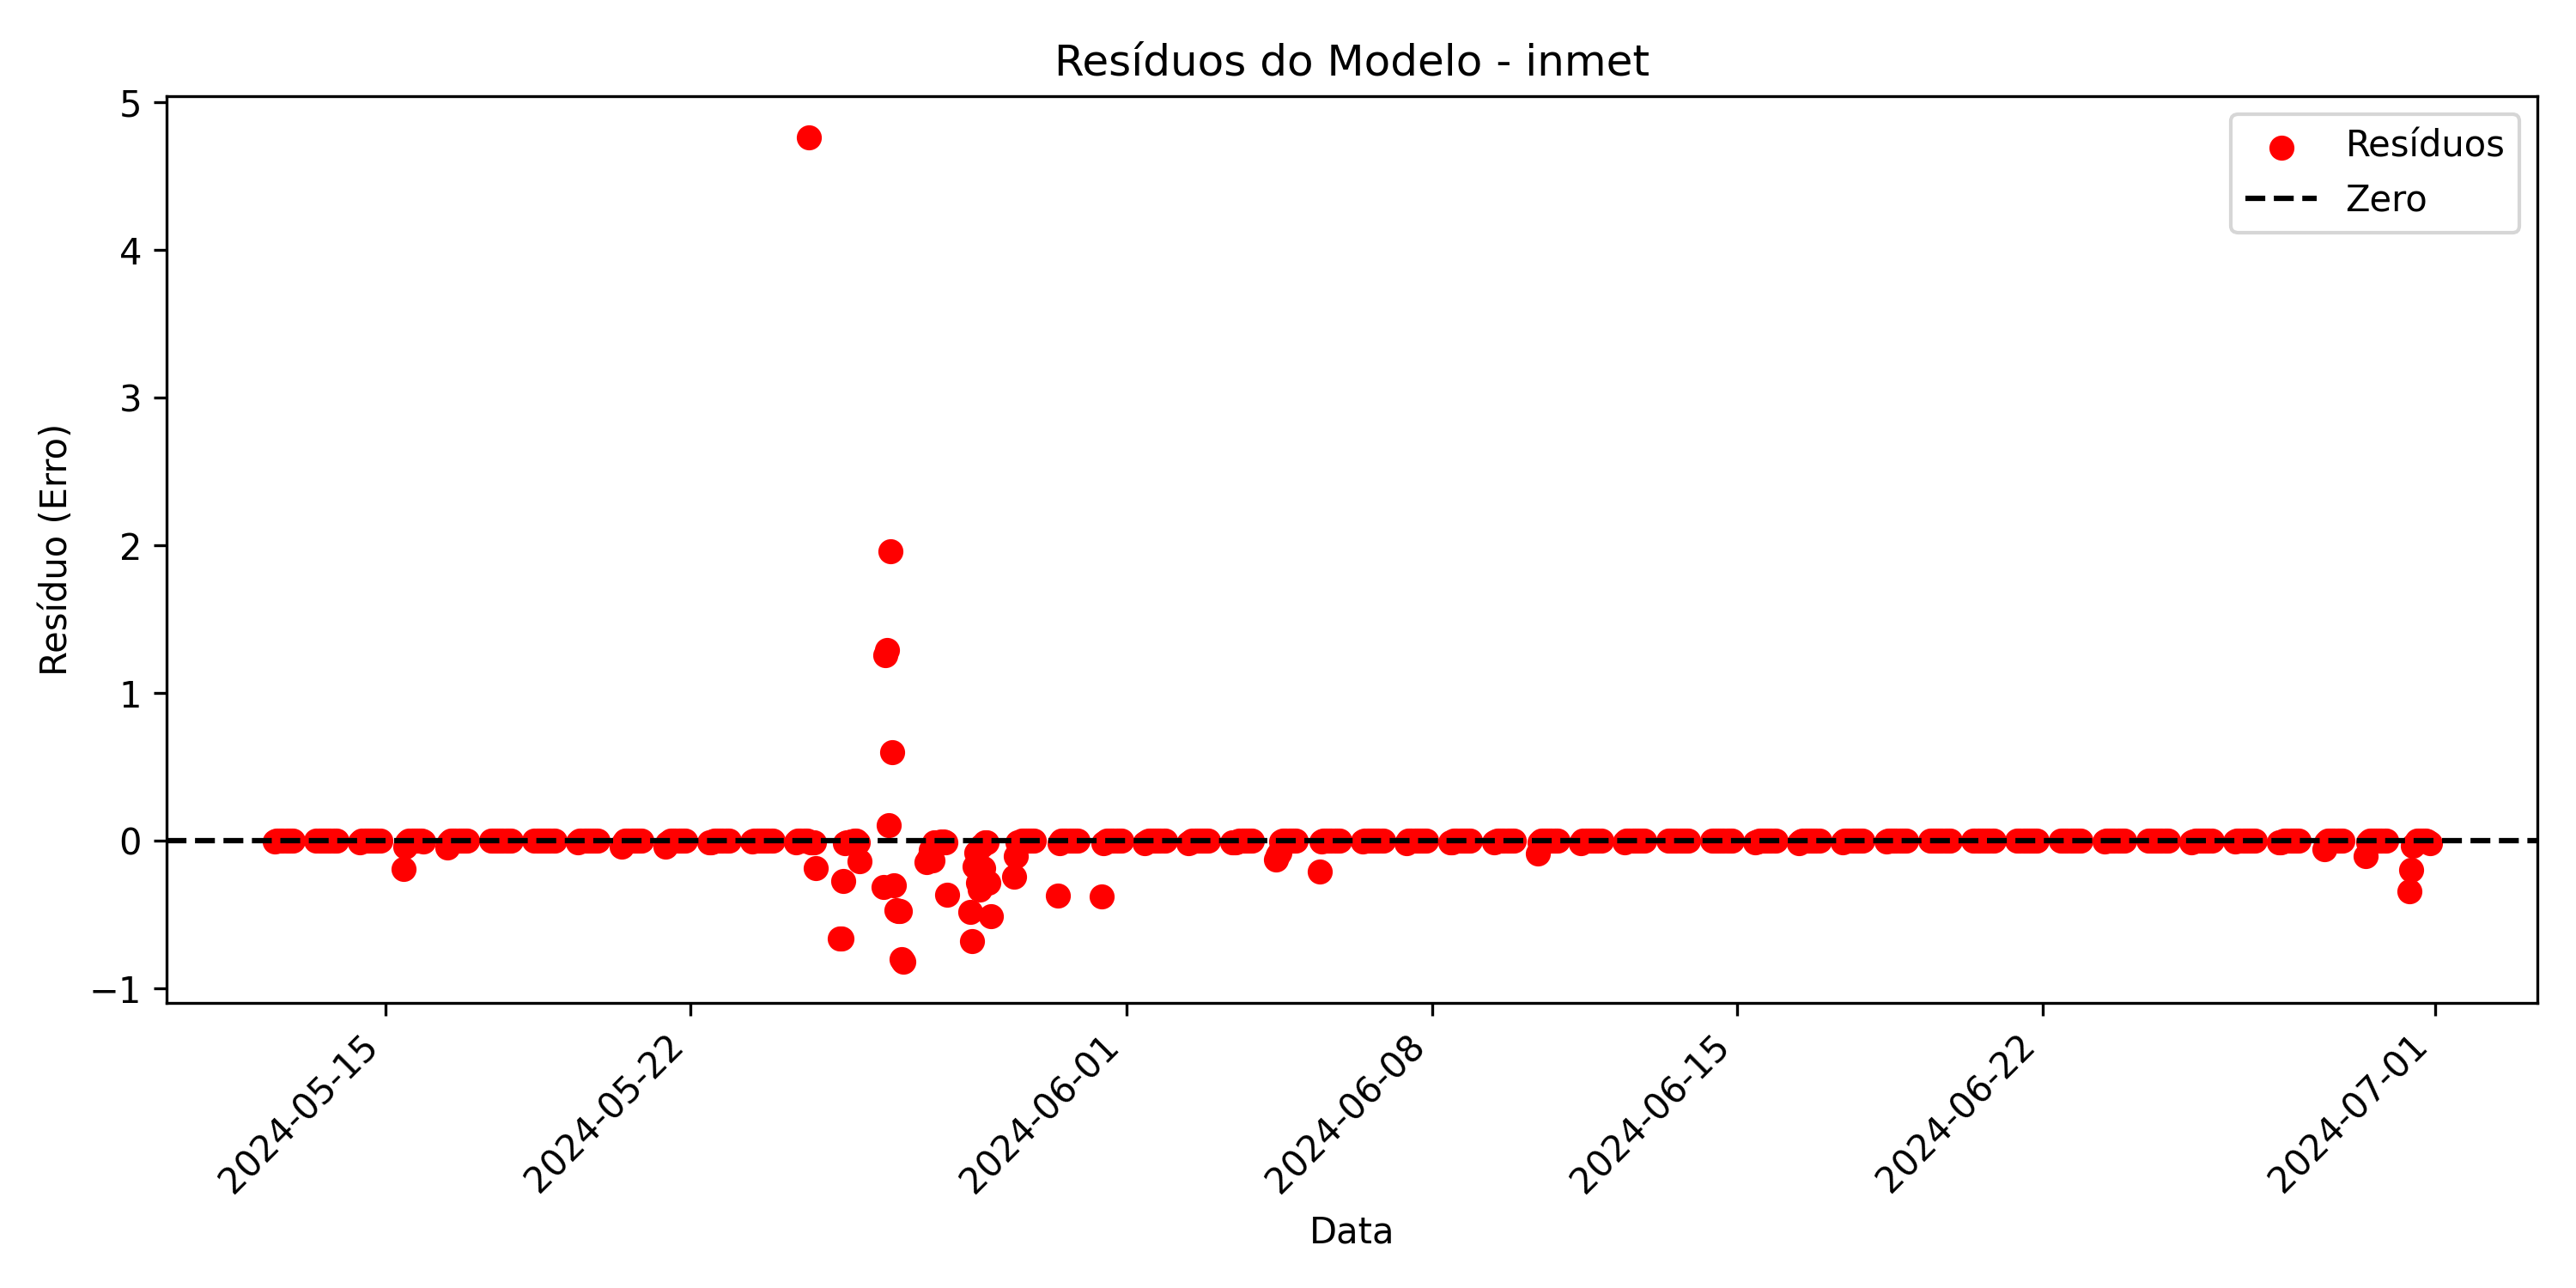 Resíduos do Modelo - inmet
5
4
3
2
1
0
−1
Resíduo (Erro)
Resíduos
Zero
2024-05-15
2024-05-22
2024-06-01
2024-06-08
2024-06-15
2024-06-22
2024-07-01
Data